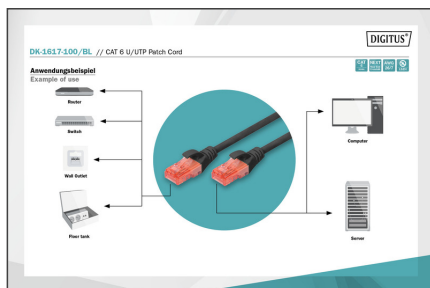 DIGITUS®
DK-1617-100/BL // CAT 6 U/UTP Patch Cord
Anwendungsbeispiel
Example of use
Router
Switch
Wall Outlet
Floor tank
Computer
Server